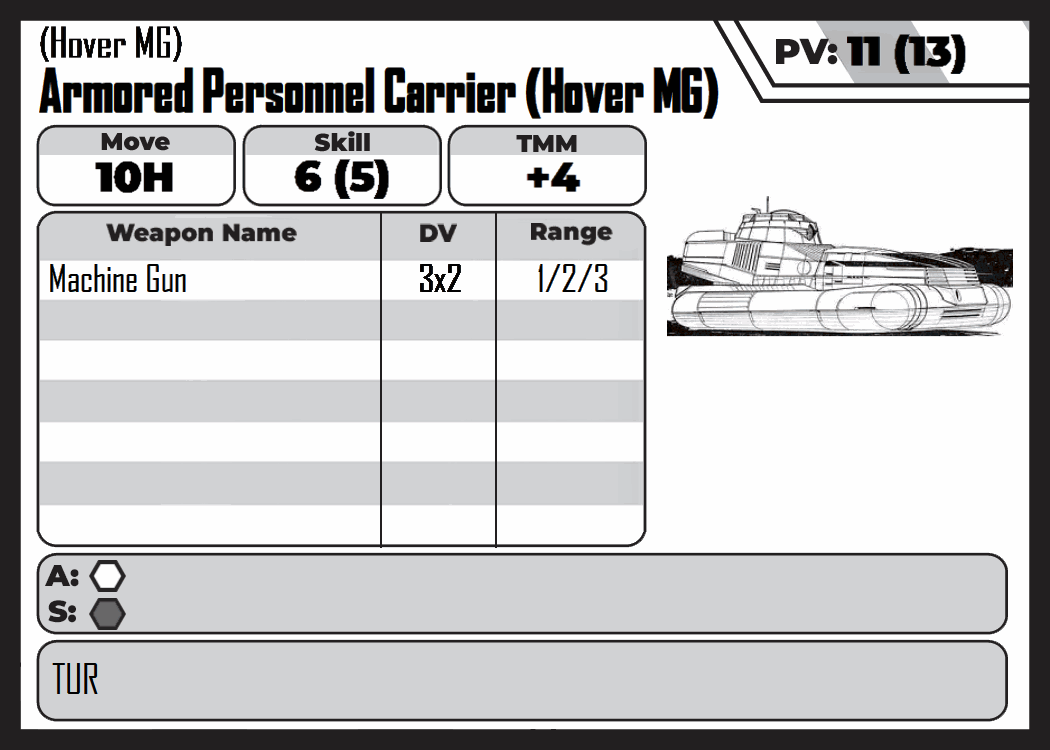 (Hover MG)
Armored Personnel Carrier (Hover MG)
PV: 11 (13)
Move Skill TMM
10H 6 (5) +4
Weapon Name DV Range
Machine Gun 3x2 1/2/3
A:
S:
TUR